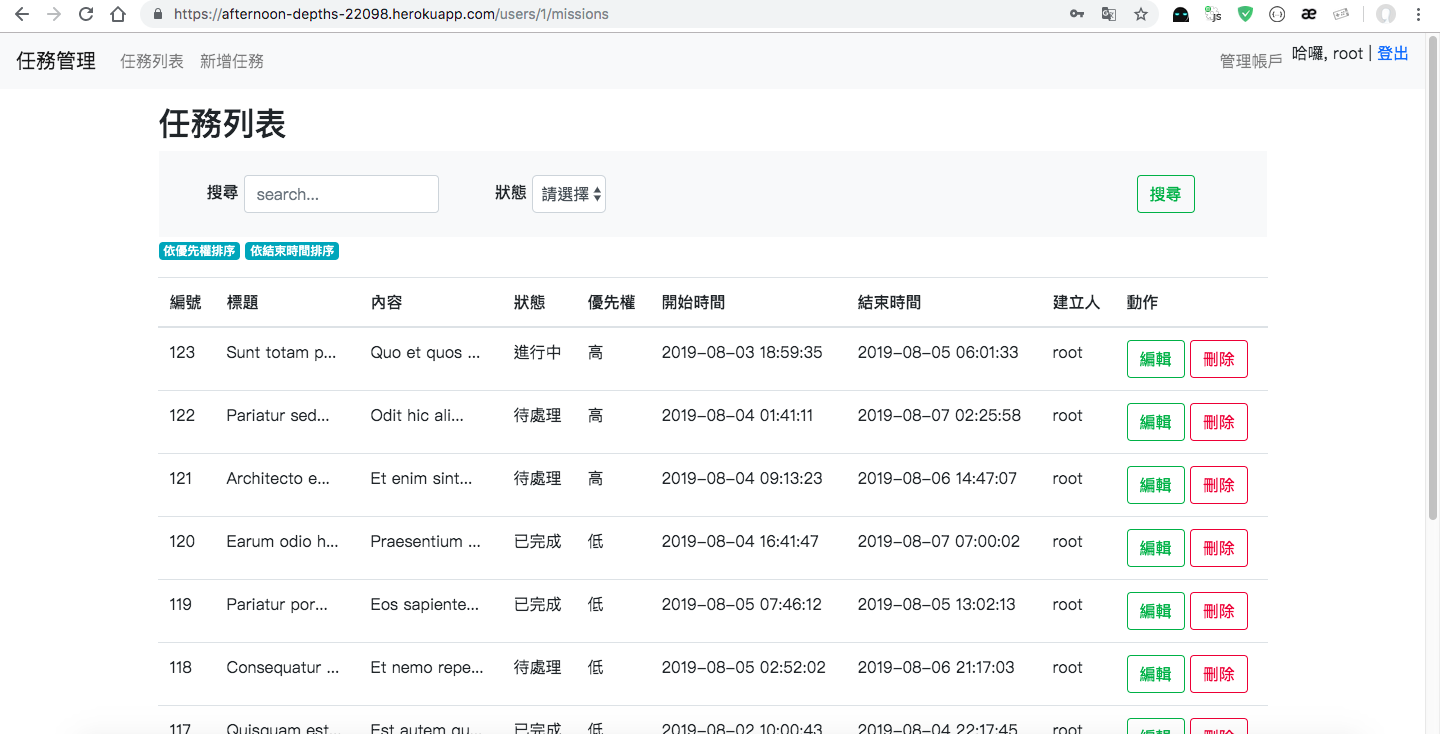 https://afternoon-depths-22098.herokuapp.com/users/1/missions
任務管理 任務列表 新增任務 管理帳戶 哈囉, root | 登出
任務列表
搜尋 search... 狀態 請選擇 搜尋
依優先權排序 依結束時間排序
編號 標題 內容 狀態 優先權 開始時間 結束時間 建立人 動作
123 Sunt totam p... Quo et quos ... 進行中 高 2019-08-03 18:59:35 2019-08-05 06:01:33 root 編輯 刪除
122 Pariatur sed... Odit hic ali... 待處理 高 2019-08-04 01:41:11 2019-08-07 02:25:58 root 編輯 刪除
121 Architecto e... Et enim sint... 待處理 高 2019-08-04 09:13:23 2019-08-06 14:47:07 root 編輯 刪除
120 Earum odio h... Praesentium ... 已完成 低 2019-08-04 16:41:47 2019-08-07 07:00:02 root 編輯 刪除
119 Pariatur por... Eos sapiente... 已完成 低 2019-08-05 07:46:12 2019-08-05 13:02:13 root 編輯 刪除
118 Consequatur ... Et nemo repe... 待處理 低 2019-08-05 02:52:02 2019-08-06 21:17:03 root 編輯 刪除
117 Quisquam est... Est autem qu... 已完成 低 2019-08-02 10:00:43 2019-08-04 22:17:45 root 編輯 刪除